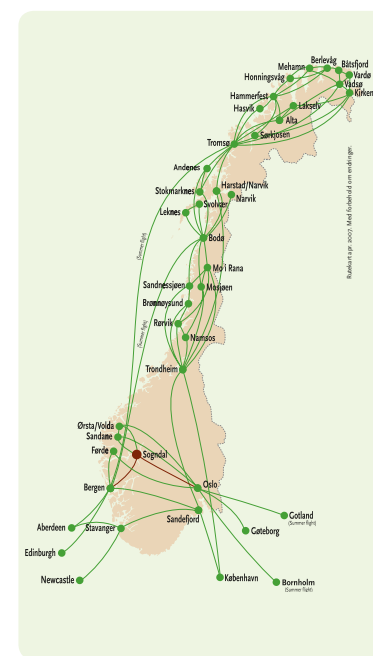 Berlevåg
Mehamn
Båtsfjord
Honningsvåg
Vardø
Vadsø
Kirken
Hammerfest
Hasvik
Lakselv
Alta
Sørkjosen
Tromsø
Andenes
Harstad/Narvik
Stokmarknes
Narvik
Svolvær
Leknes
Bodø
(Summer flight)
Mo i Rana
Sandnessjøen
Mosjøen
Brønnøysund
Rørvik
(Summer flight)
Namsos
Trondheim
Ørsta/Volda
Sandane
Førde
Sogndal
Bergen
Oslo
Sandefjord
Gotland
(Summer flight)
Aberdeen
Stavanger
Gøteborg
Edinburgh
Newcastle
København
Bornholm
(Summer flight)
Rutekart apr. 2007. Med forbehold om endringer.